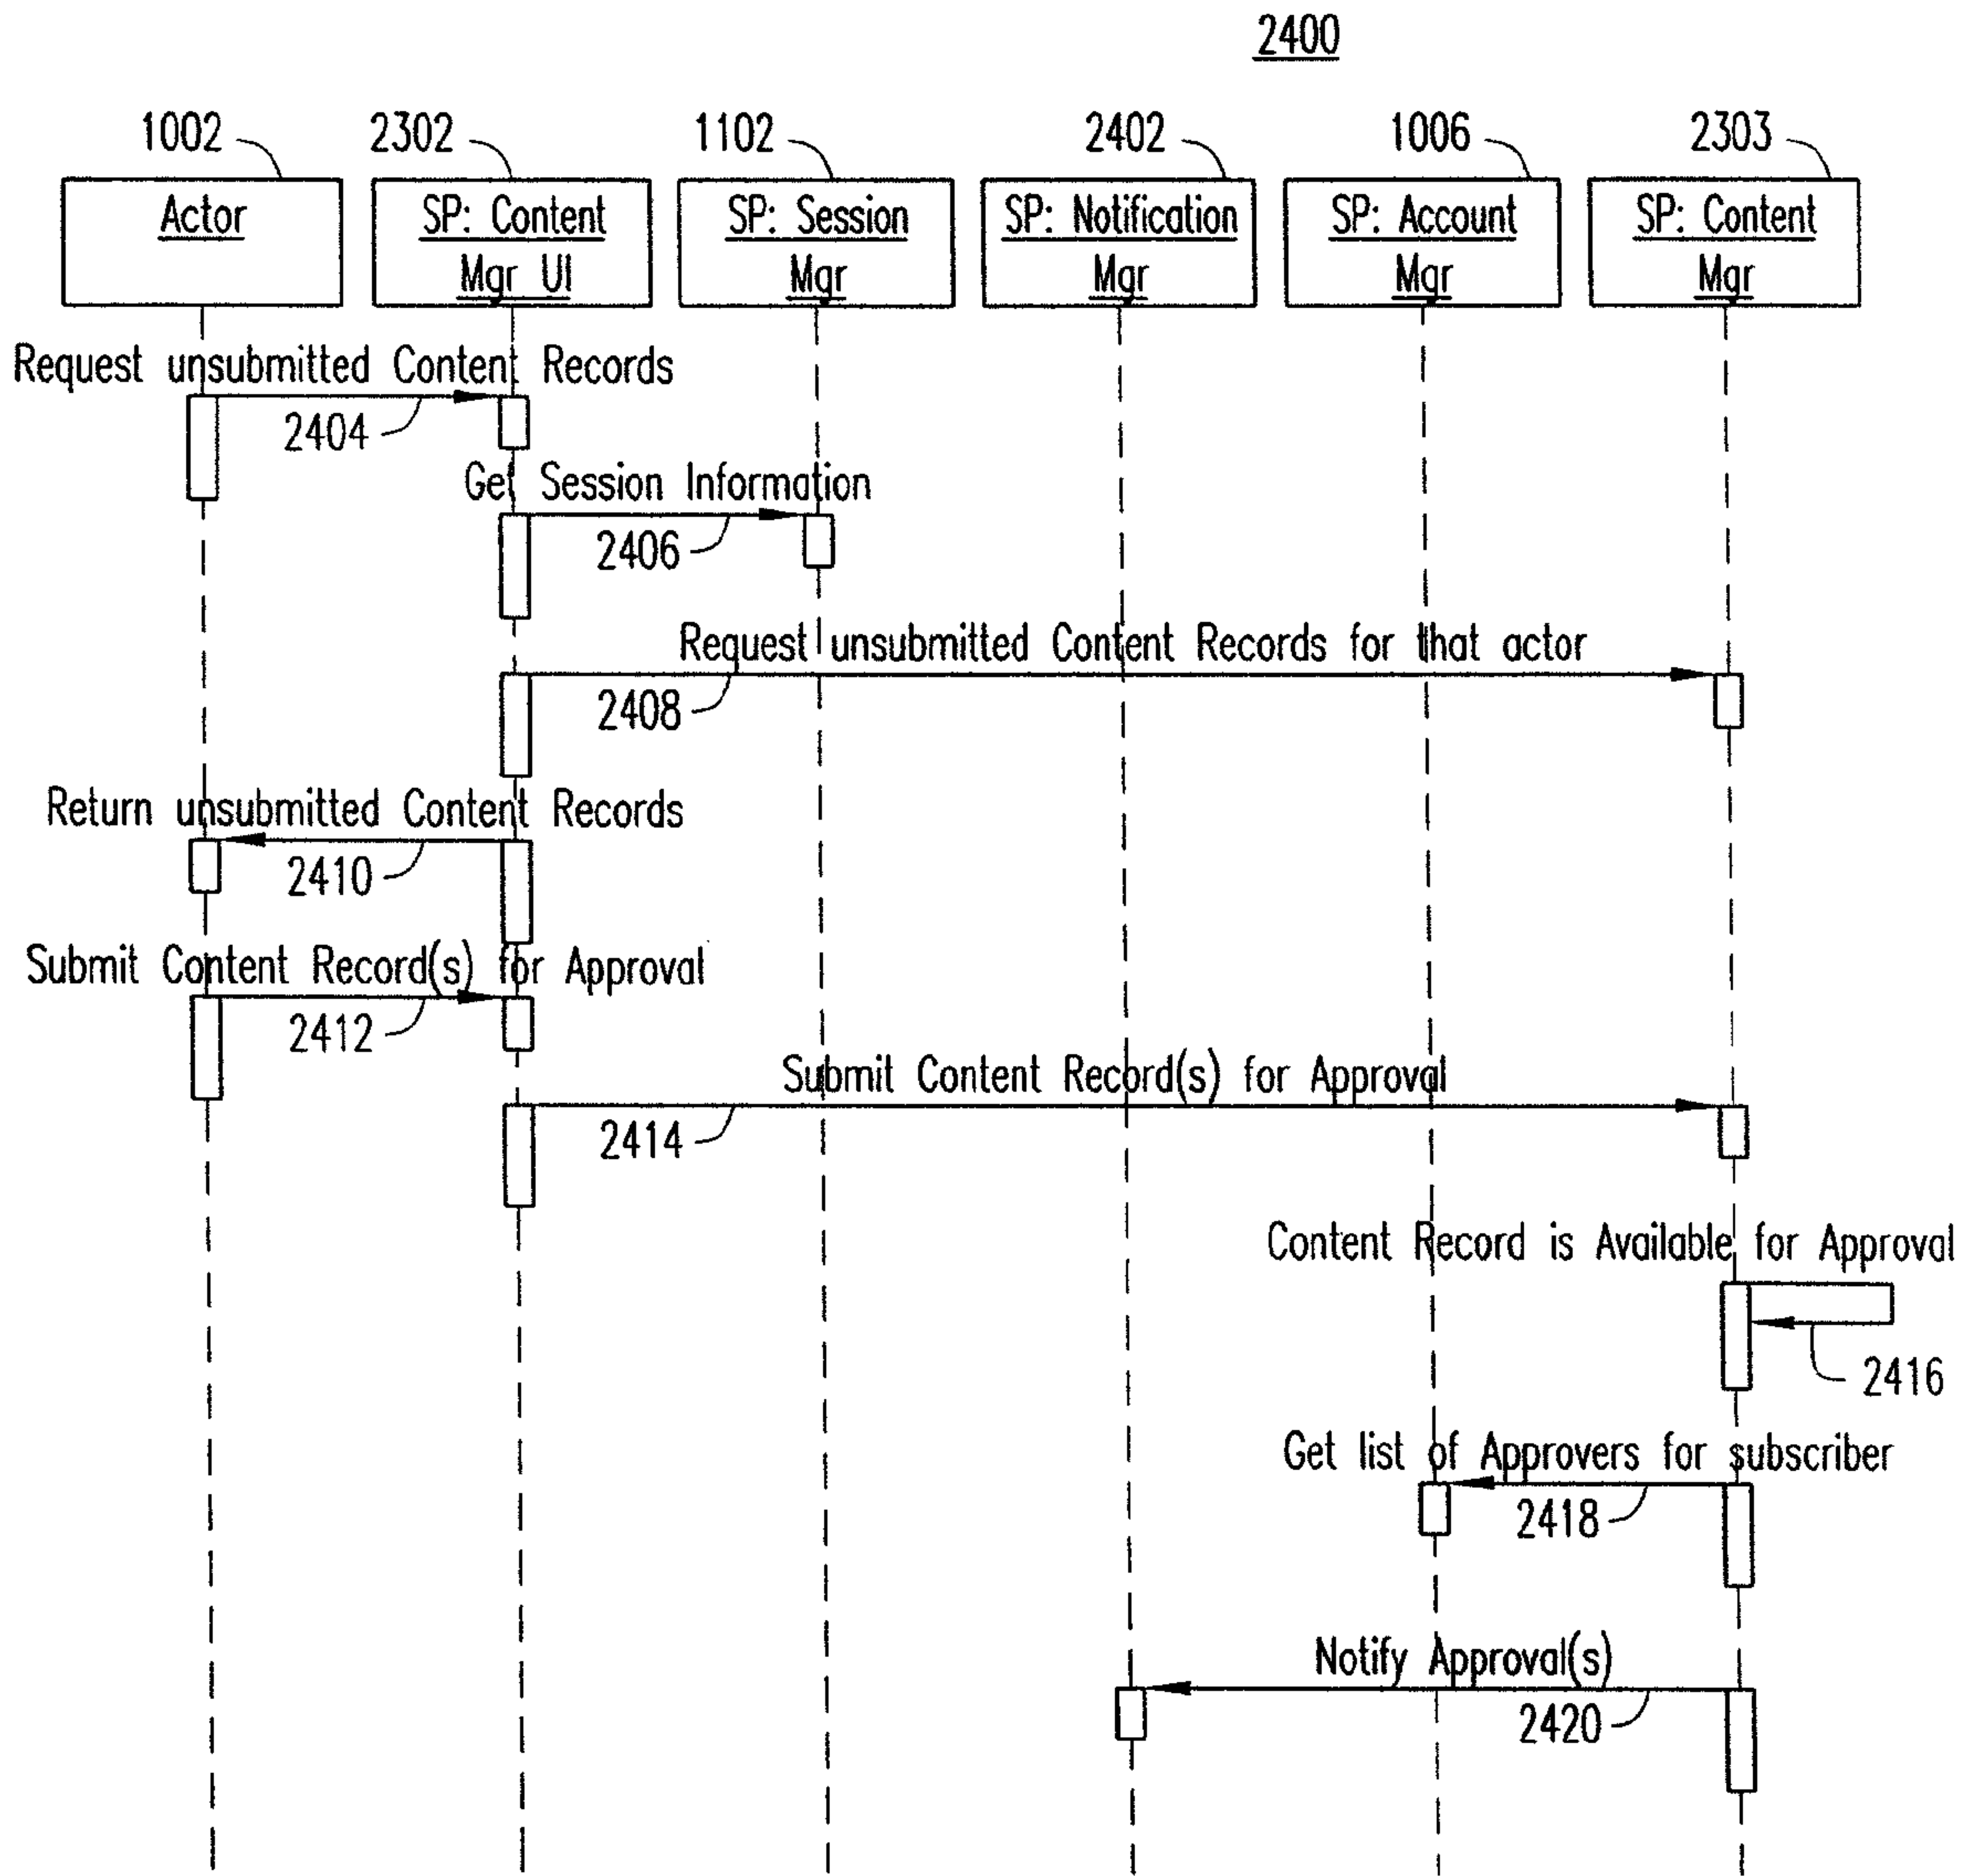 2400
1002 2302 1102 2402 1006 2303
Actor SP: Content SP: Session SP: Notification SP: Account SP: Content
Mgr UI Mgr Mgr Mgr Mgr
Request unsubmitted Content Records
2404
Get Session Information
2406
Request unsubmitted Content Records for that actor
2408
Return unsubmitted Content Records
2410
Submit Content Record(s) for Approval
2412
Submit Content Record(s) for Approval
2414
Content Record is Available for Approval
2416
Get list of Approvers for subscriber
2418
Notify Approval(s)
2420